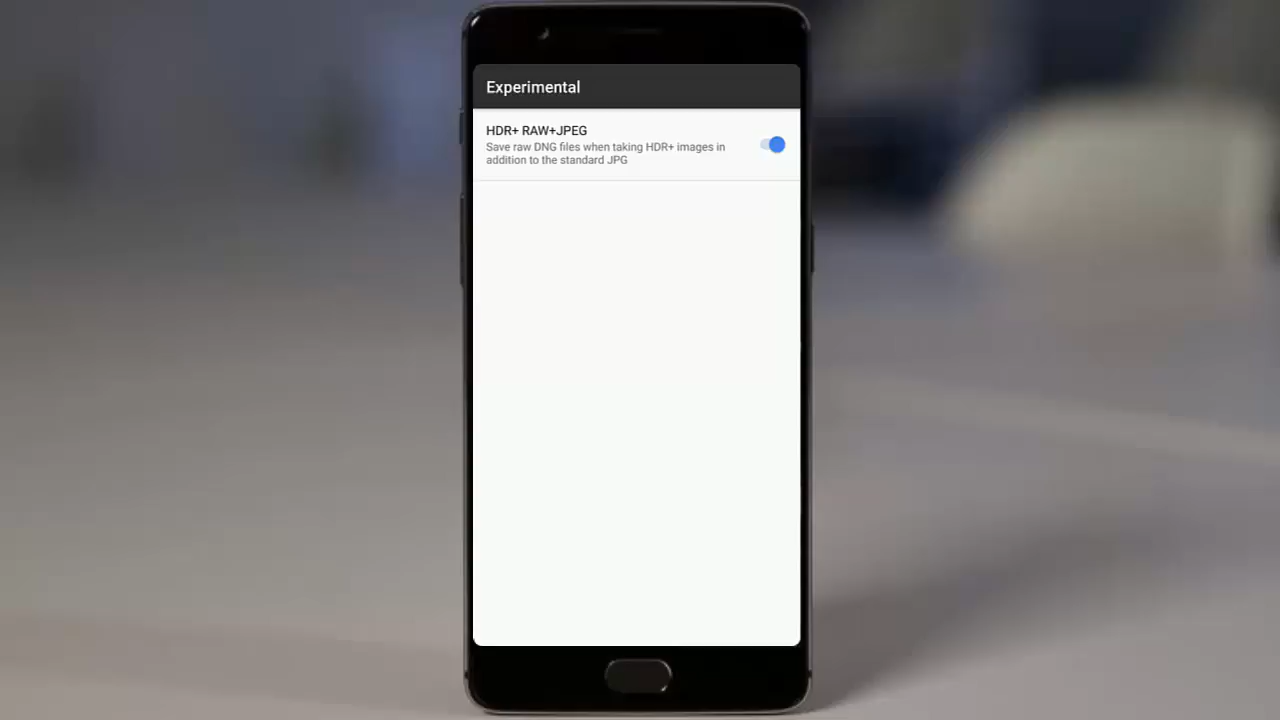 Experimental
HDR+ RAW+JPEG
Save raw DNG files when taking HDR+ images in
addition to the standard JPG